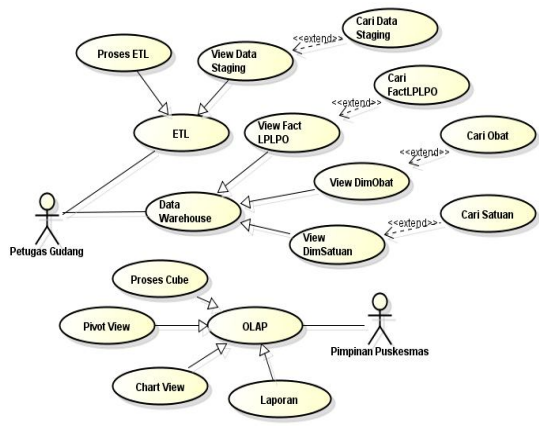 Cari Data
Staging
<<extend>>
Proses ETL
View Data
Staging
Cari
FactLPLPO
<<extend>>
ETL
View Fact
LPLPO
Cari Obat
<<extend>>
View DimObat
Data
Warehouse
Cari Satuan
<<extend>>
View
DimSatuan
Petugas Gudang
Proses Cube
Pivot View
OLAP
Pimpinan Puskesmas
Chart View
Laporan